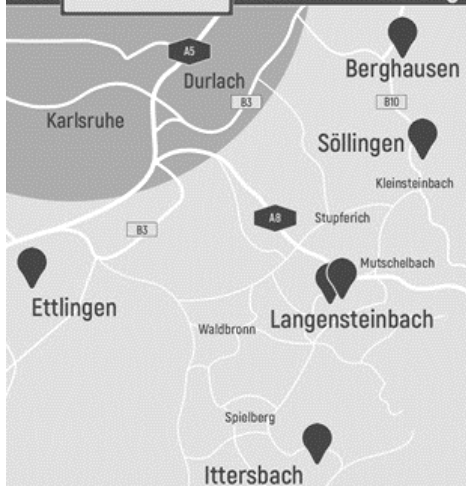 A5
Berghausen
Durlach
B3
B10
Karlsruhe
Söllingen
Kleinsteinbach
A8
Stupferich
B3
Mutschelbach
Ettlingen
Langensteinbach
Waldbronn
Spielberg
Ittersbach